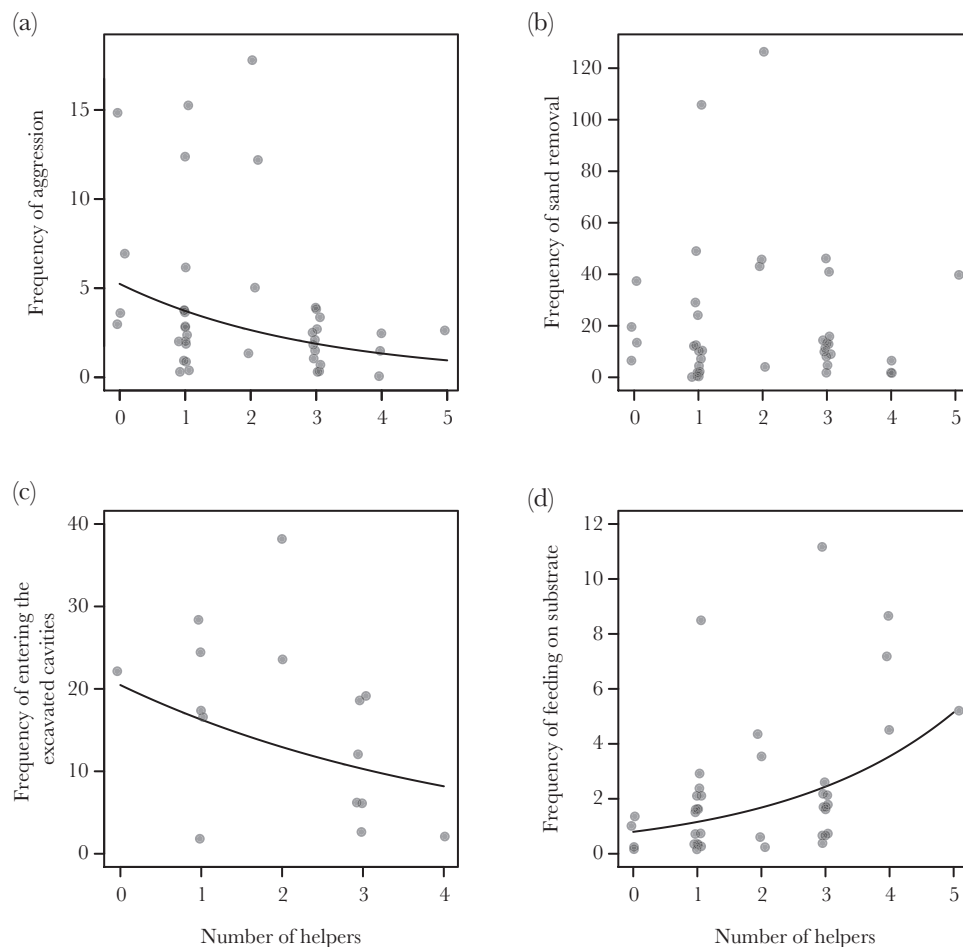 (a)
Frequency of aggression
15
10
5
0
0 1 2 3 4 5
(b)
Frequency of sand removal
120
100
80
60
40
20
0
0 1 2 3 4 5
(c)
Frequency of entering the
excavated cavities
40
30
20
10
0
0 1 2 3 4
Number of helpers
(d)
Frequency of feeding on substrate
12
10
8
6
4
2
0
0 1 2 3 4 5
Number of helpers